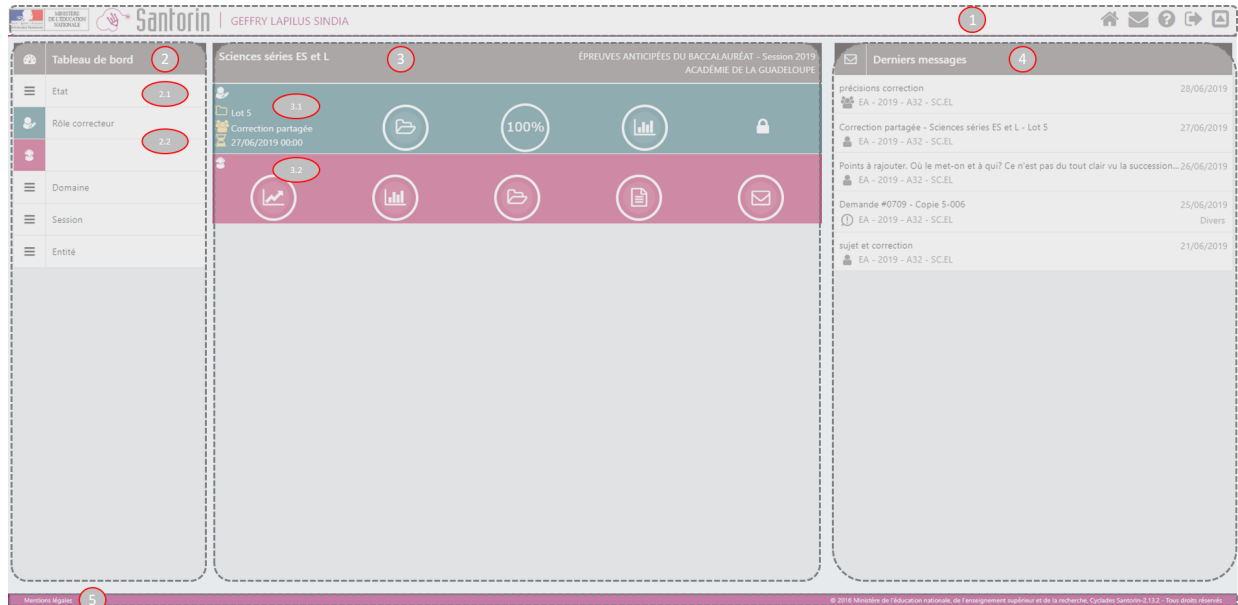 MINISTÈRE
DE L'ÉDUCATION
NATIONALE
Santorin
GEFFRY LAPILUS SINDIA
1
Tableau de bord
2
Etat
2.1
Rôle correcteur
2.2
Domaine
Session
Entité
Sciences séries ES et L
3
ÉPREUVES ANTICIPÉES DU BACCALAURÉAT - Session 2019
ACADÉMIE DE LA GUADELOUPE
Lot 5
3.1
Correction partagée
27/06/2019 00:00
100%
3.2
Derniers messages
4
précisions correction 28/06/2019
EA - 2019 - A32 - SC.EL
Correction partagée - Sciences séries ES et L - Lot 5 27/06/2019
EA - 2019 - A32 - SC.EL
Points à rajouter. Où le met-on et à qui? Ce n'est pas du tout clair vu la succession... 26/06/2019
EA - 2019 - A32 - SC.EL
Demande #0709 - Copie 5-006 25/06/2019
EA - 2019 - A32 - SC.EL Divers
sujet et correction 21/06/2019
EA - 2019 - A32 - SC.EL
Mentions légales
5
© 2016 Ministère de l'éducation nationale, de l'enseignement supérieur et de la recherche, Cyclades Santorin-2.13.2 - Tous droits réservés